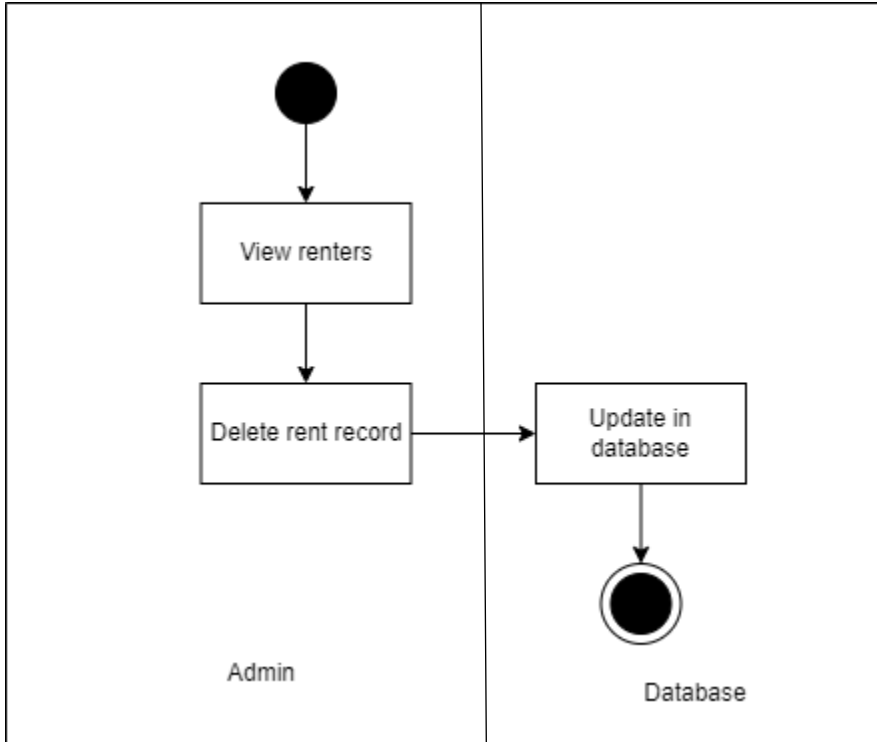 View renters
Delete rent record
Update in
database
Admin
Database